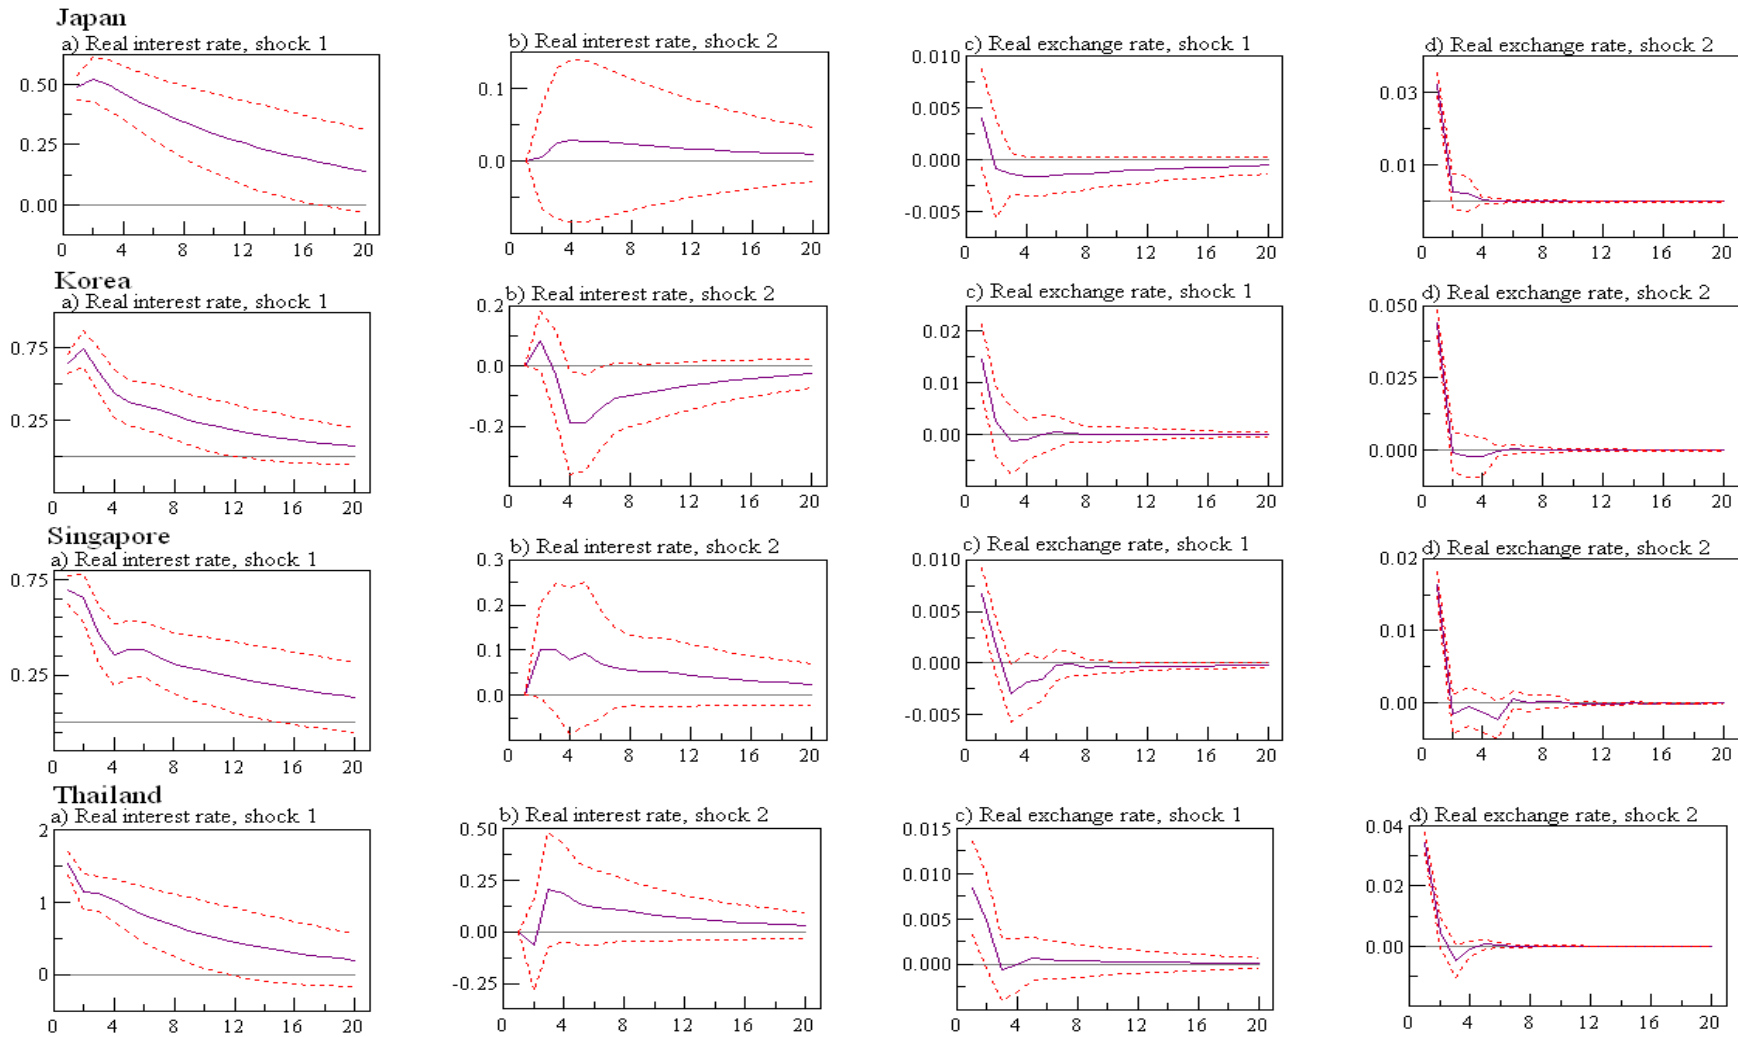 Japan
a) Real interest rate, shock 1
b) Real interest rate, shock 2
c) Real exchange rate, shock 1
d) Real exchange rate, shock 2
0.50
0.25
0.00
0 4 8 12 16 20
0.1
0.0
0 4 8 12 16 20
0.010
0.005
0.000
-0.005
0 4 8 12 16 20
0.03
0.01
0 4 8 12 16 20
Korea
a) Real interest rate, shock 1
b) Real interest rate, shock 2
c) Real exchange rate, shock 1
d) Real exchange rate, shock 2
0.75
0.25
0 4 8 12 16 20
0.2
0.0
-0.2
0 4 8 12 16 20
0.02
0.01
0.00
0 4 8 12 16 20
0.050
0.025
0.000
0 4 8 12 16 20
Singapore
a) Real interest rate, shock 1
b) Real interest rate, shock 2
c) Real exchange rate, shock 1
d) Real exchange rate, shock 2
0.75
0.25
0 4 8 12 16 20
0.3
0.2
0.1
0.0
0 4 8 12 16 20
0.010
0.005
0.000
-0.005
0 4 8 12 16 20
0.02
0.01
0.00
0 4 8 12 16 20
Thailand
a) Real interest rate, shock 1
b) Real interest rate, shock 2
c) Real exchange rate, shock 1
d) Real exchange rate, shock 2
2
1
0
0 4 8 12 16 20
0.50
0.25
0.00
-0.25
0 4 8 12 16 20
0.015
0.010
0.005
0.000
0 4 8 12 16 20
0.04
0.02
0.00
0 4 8 12 16 20